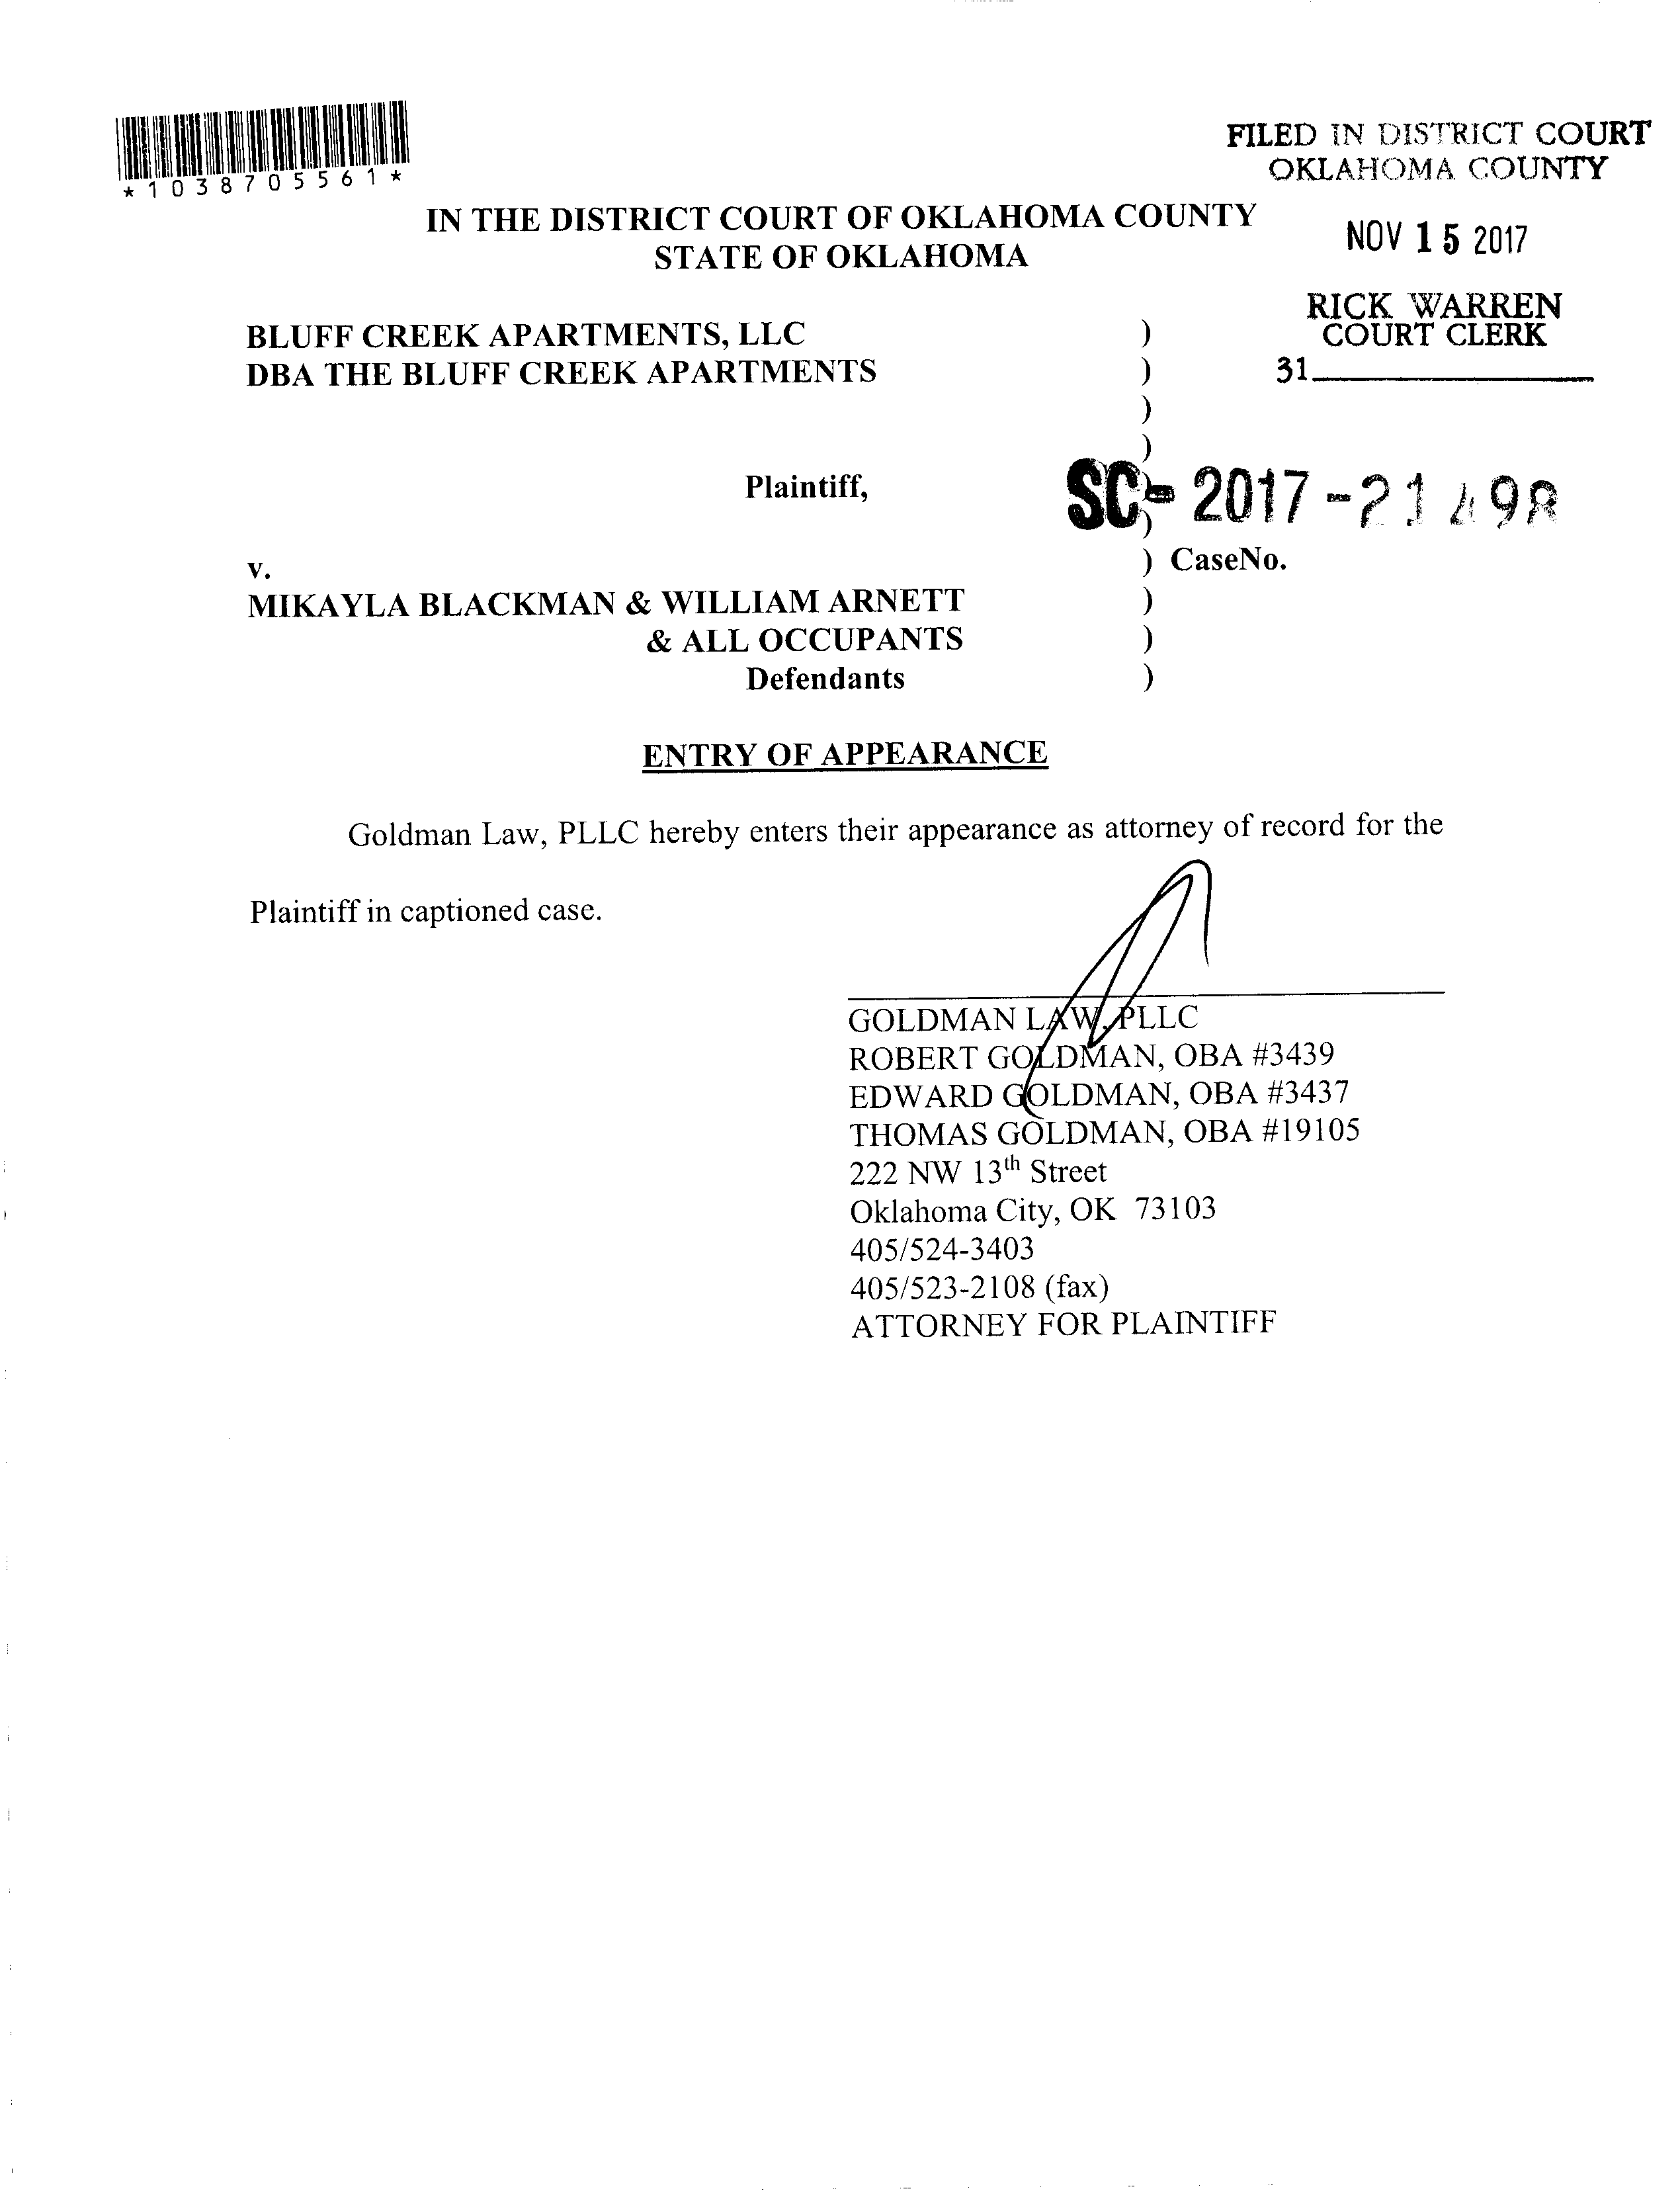 *1038705561*
FILED IN DISTRICT COURT
OKLAHOMA COUNTY
IN THE DISTRICT COURT OF OKLAHOMA COUNTY
STATE OF OKLAHOMA
NOV 15 2017
RICK WARREN
COURT CLERK
31
BLUFF CREEK APARTMENTS, LLC )
DBA THE BLUFF CREEK APARTMENTS )
)
)
Plaintiff, )
SC- 2017-21498
v. ) CaseNo.
MIKAYLA BLACKMAN & WILLIAM ARNETT )
& ALL OCCUPANTS )
Defendants )
ENTRY OF APPEARANCE
Goldman Law, PLLC hereby enters their appearance as attorney of record for the
Plaintiff in captioned case.
GOLDMAN LAW, PLLC
ROBERT GOLDMAN, OBA #3439
EDWARD GOLDMAN, OBA #3437
THOMAS GOLDMAN, OBA #19105
222 NW 13th Street
Oklahoma City, OK 73103
405/524-3403
405/523-2108 (fax)
ATTORNEY FOR PLAINTIFF